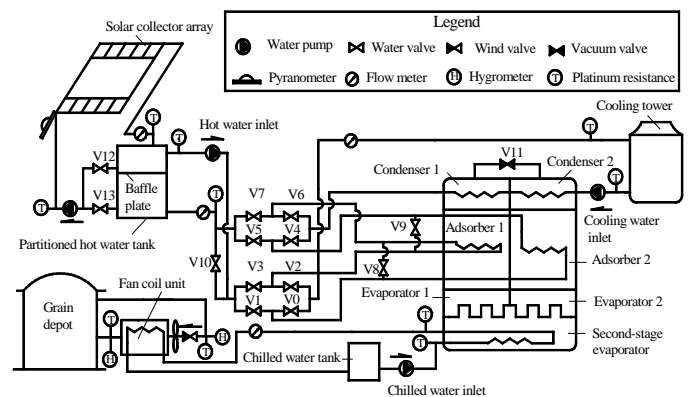 Solar collector array
Legend
Water pump
Water valve
Wind valve
Vacuum valve
Pyranometer
Flow meter
H
Hygrometer
T
Platinum resistance
Cooling tower
T
T
Hot water inlet
T
V11
Condenser 1
Condenser 2
T
V12
V13
Baffle
plate
T
T
V7
V6
V5
V4
V9
Adsorber 1
Cooling water
inlet
Partitioned hot water tank
V10
V8
Adsorber 2
V3
V2
Fan coil unit
V1
V0
Evaporator 1
Evaporator 2
Grain
depot
T
H
T
H
T
T
Second-stage
evaporator
Chilled water tank
Chilled water inlet